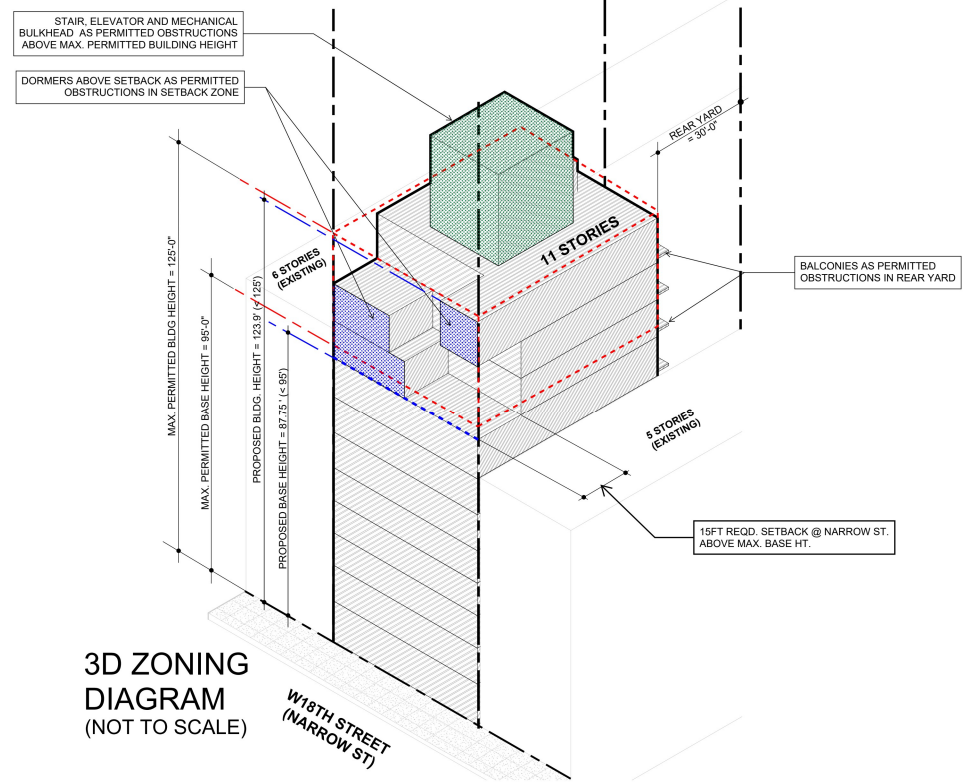 STAIR, ELEVATOR AND MECHANICAL
BULKHEAD AS PERMITTED OBSTRUCTIONS
ABOVE MAX. PERMITTED BUILDING HEIGHT
DORMERS ABOVE SETBACK AS PERMITTED
OBSTRUCTIONS IN SETBACK ZONE
REAR YARD
= 30'-0"
11 STORIES
6 STORIES
(EXISTING)
BALCONIES AS PERMITTED
OBSTRUCTIONS IN REAR YARD
MAX. PERMITTED BLDG HEIGHT = 125'-0"
MAX. PERMITTED BASE HEIGHT = 95'-0"
PROPOSED BLDG. HEIGHT = 123.9' (< 125')
PROPOSED BASE HEIGHT = 87.75 ' (< 95')
5 STORIES
(EXISTING)
15FT REQD. SETBACK @ NARROW ST.
ABOVE MAX. BASE HT.
3D ZONING
DIAGRAM
(NOT TO SCALE)
W18TH STREET
(NARROW ST)